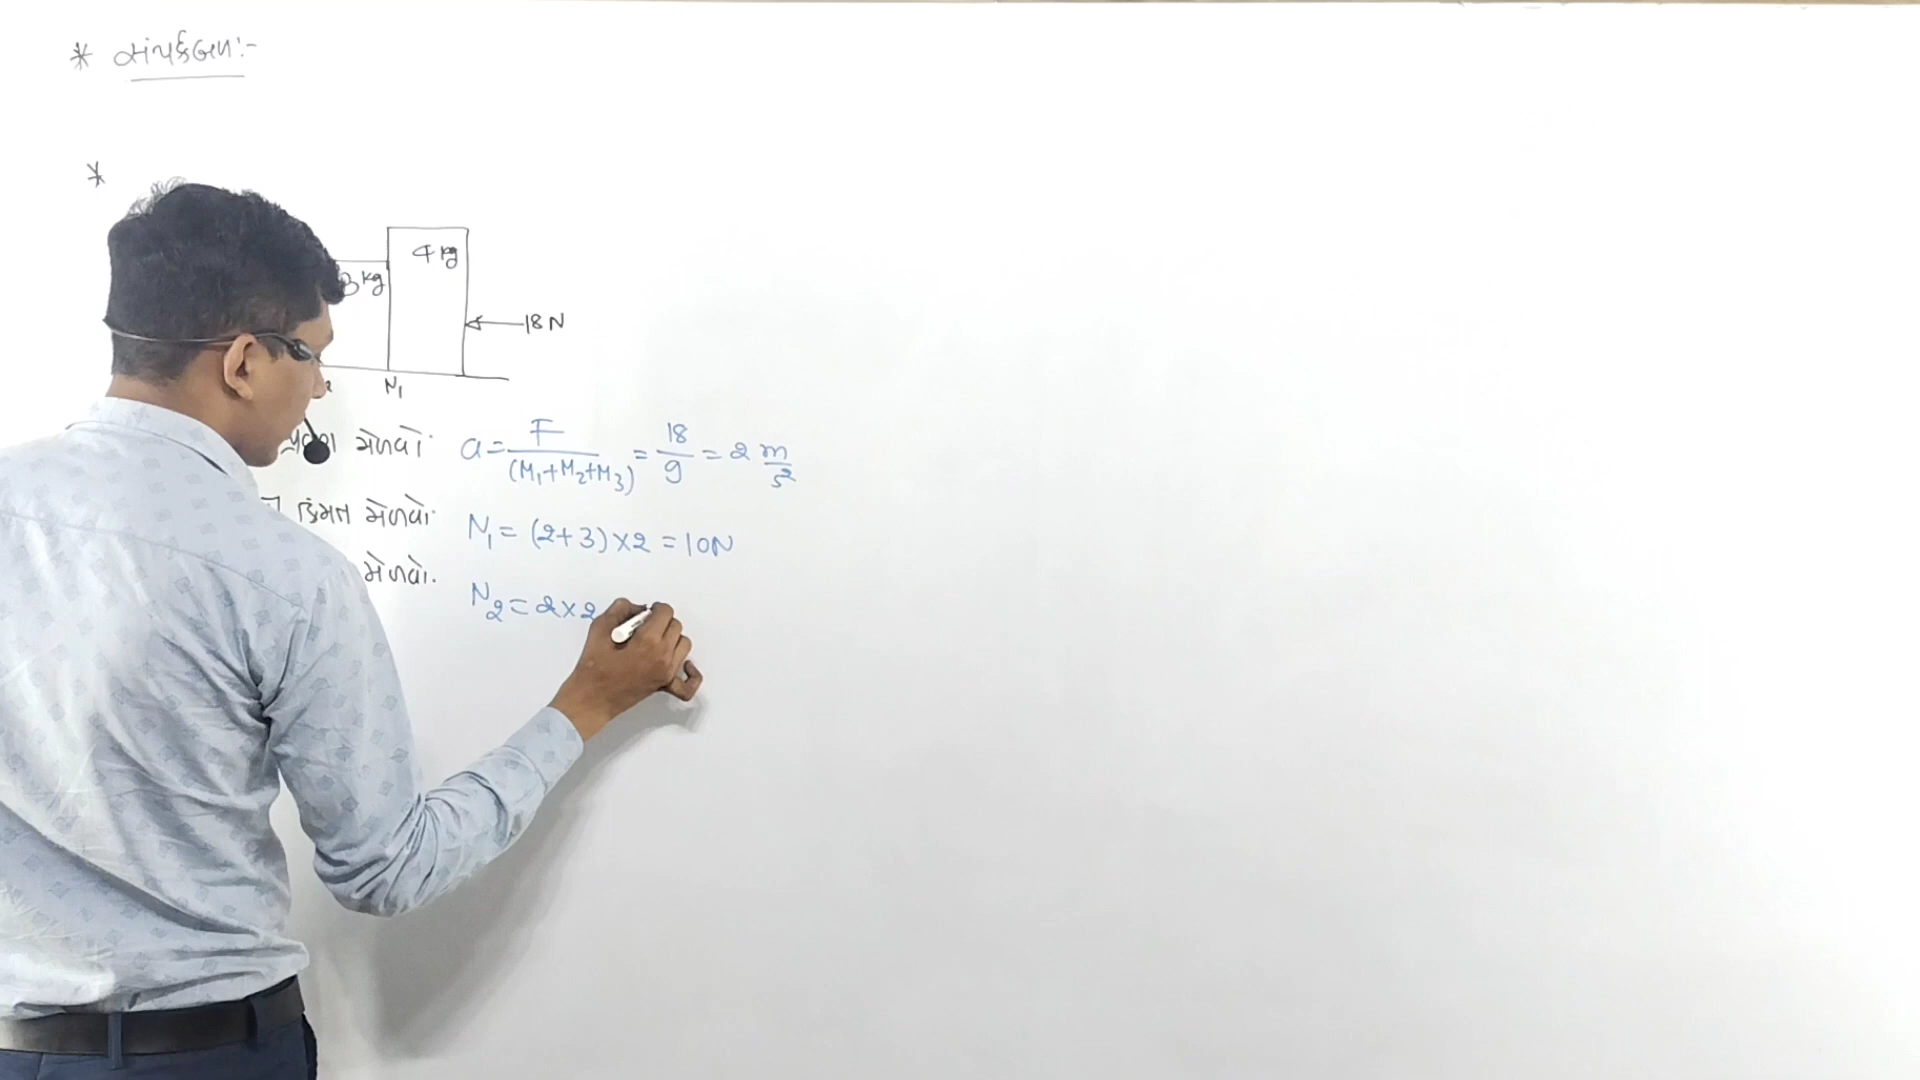 * સંપર્કબળ:-
*
4 kg
3 kg
18 N
N₁
મેળવો. a = F/(M₁+M₂+M₃) = 18/9 = 2 m/s²
કિંમત મેળવો. N₁ = (2+3)×2 = 10N
મેળવો.
N₂ = 2×2